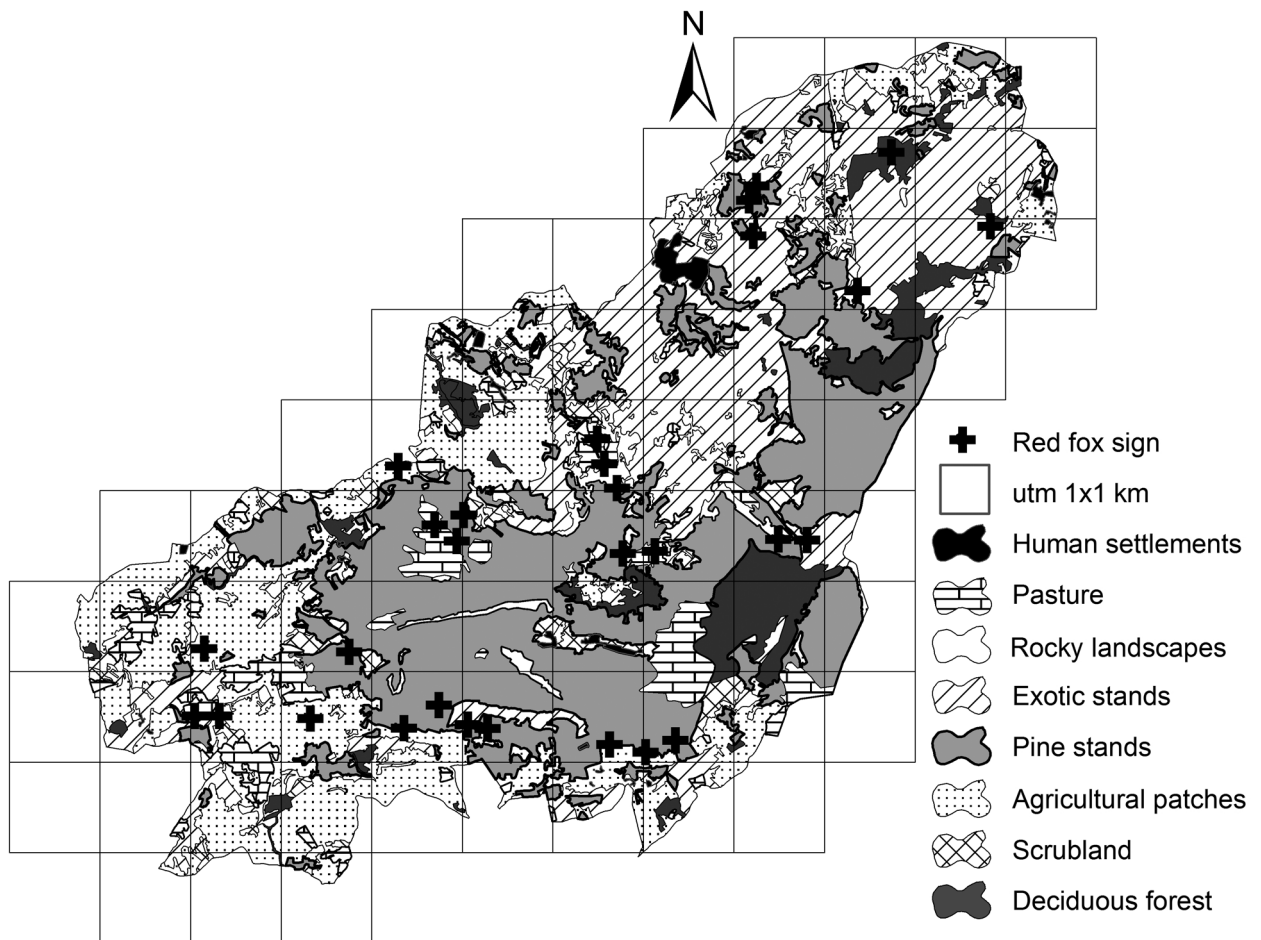 N
Red fox sign
utm 1x1 km
Human settlements
Pasture
Rocky landscapes
Exotic stands
Pine stands
Agricultural patches
Scrubland
Deciduous forest